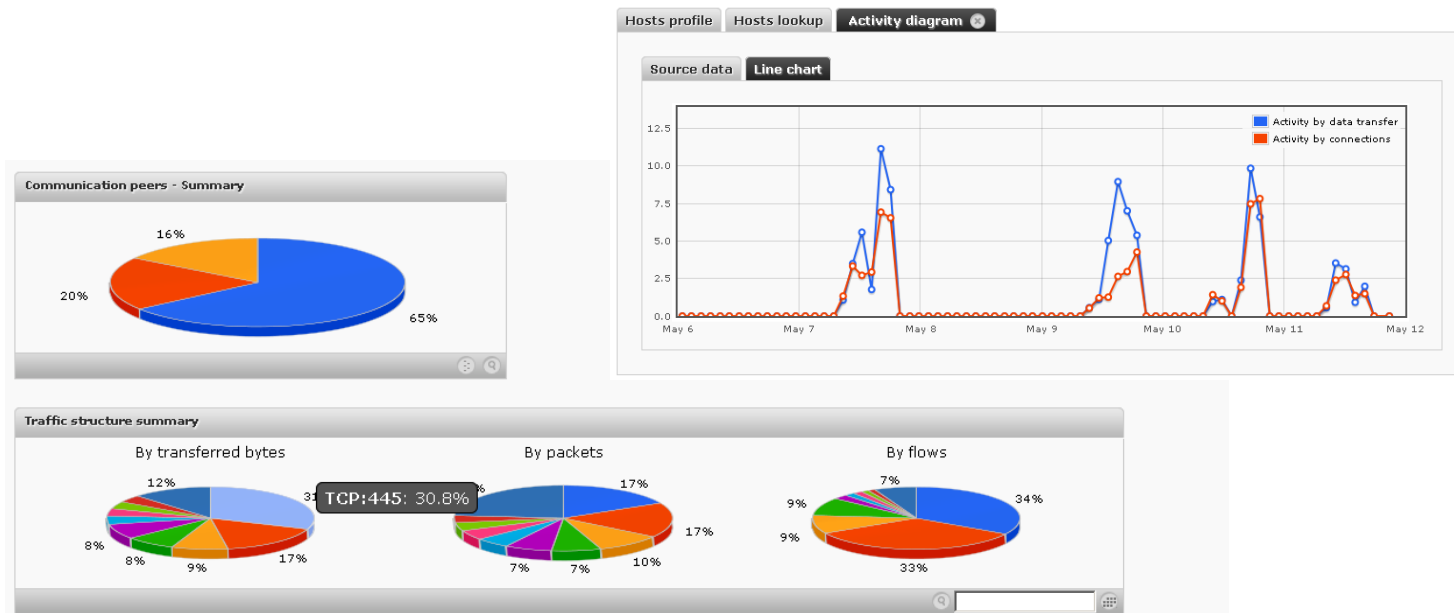 Hosts profile Hosts lookup Activity diagram
Source data Line chart
12.5
10.0
7.5
5.0
2.5
0.0
Activity by data transfer
Activity by connections
May 6 May 7 May 8 May 9 May 10 May 11 May 12
Communication peers - Summary
16%
20%
65%
Traffic structure summary
By transferred bytes By packets By flows
12%
TCP:445: 30.8%
17%
9%
8%
8%
17%
17%
10%
7%
7%
7%
34%
33%
9%
9%